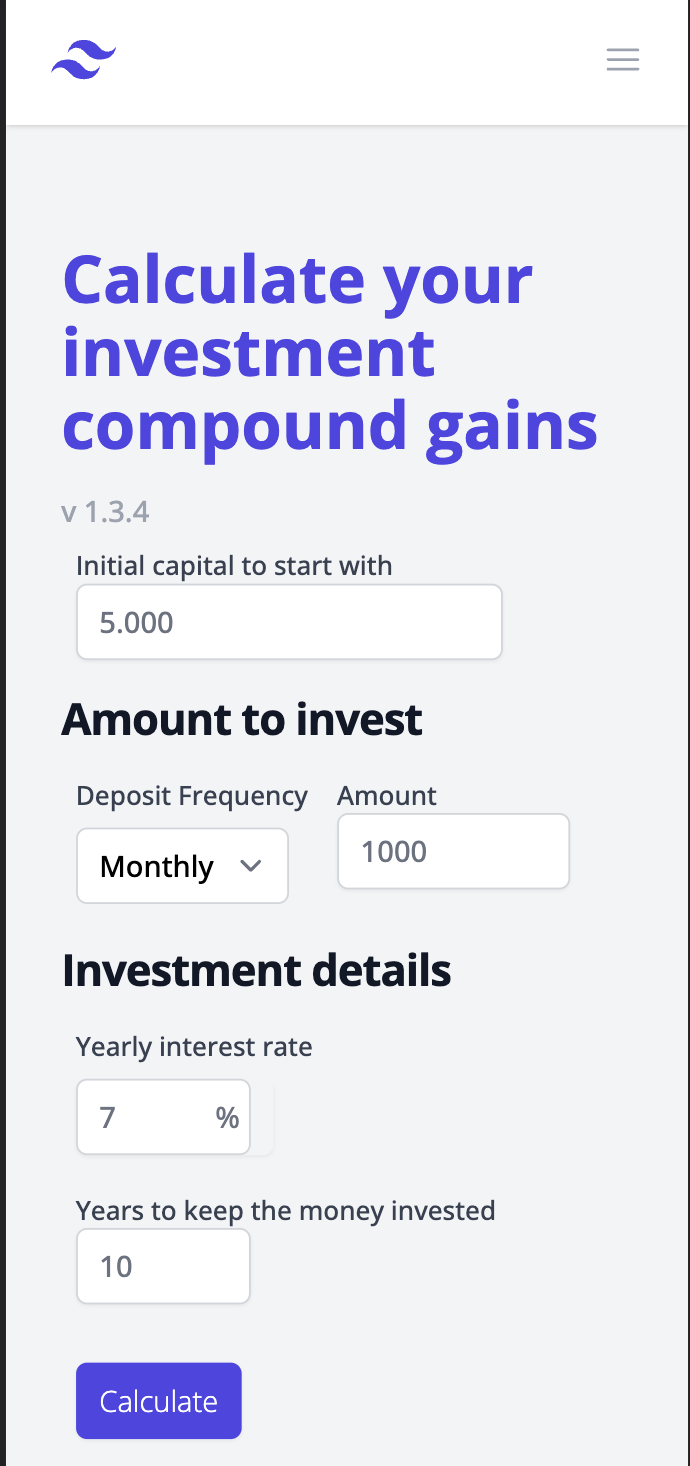 Calculate your
investment
compound gains
v 1.3.4
Initial capital to start with
5.000
Amount to invest
Deposit Frequency Amount
Monthly 1000
Investment details
Yearly interest rate
7 %
Years to keep the money invested
10
Calculate